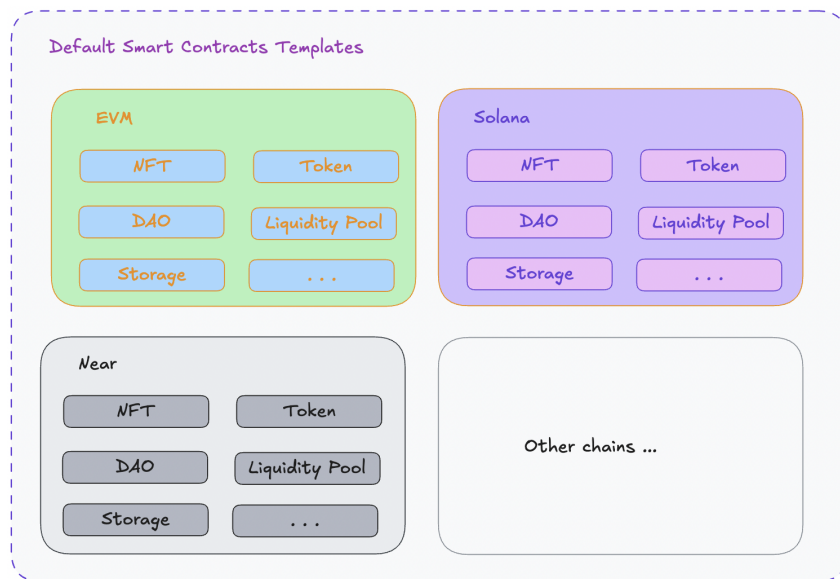 Default Smart Contracts Templates
EVM
NFT
Token
DAO
Liquidity Pool
Storage
...
Solana
NFT
Token
DAO
Liquidity Pool
Storage
...
Near
NFT
Token
DAO
Liquidity Pool
Storage
...
Other chains ...